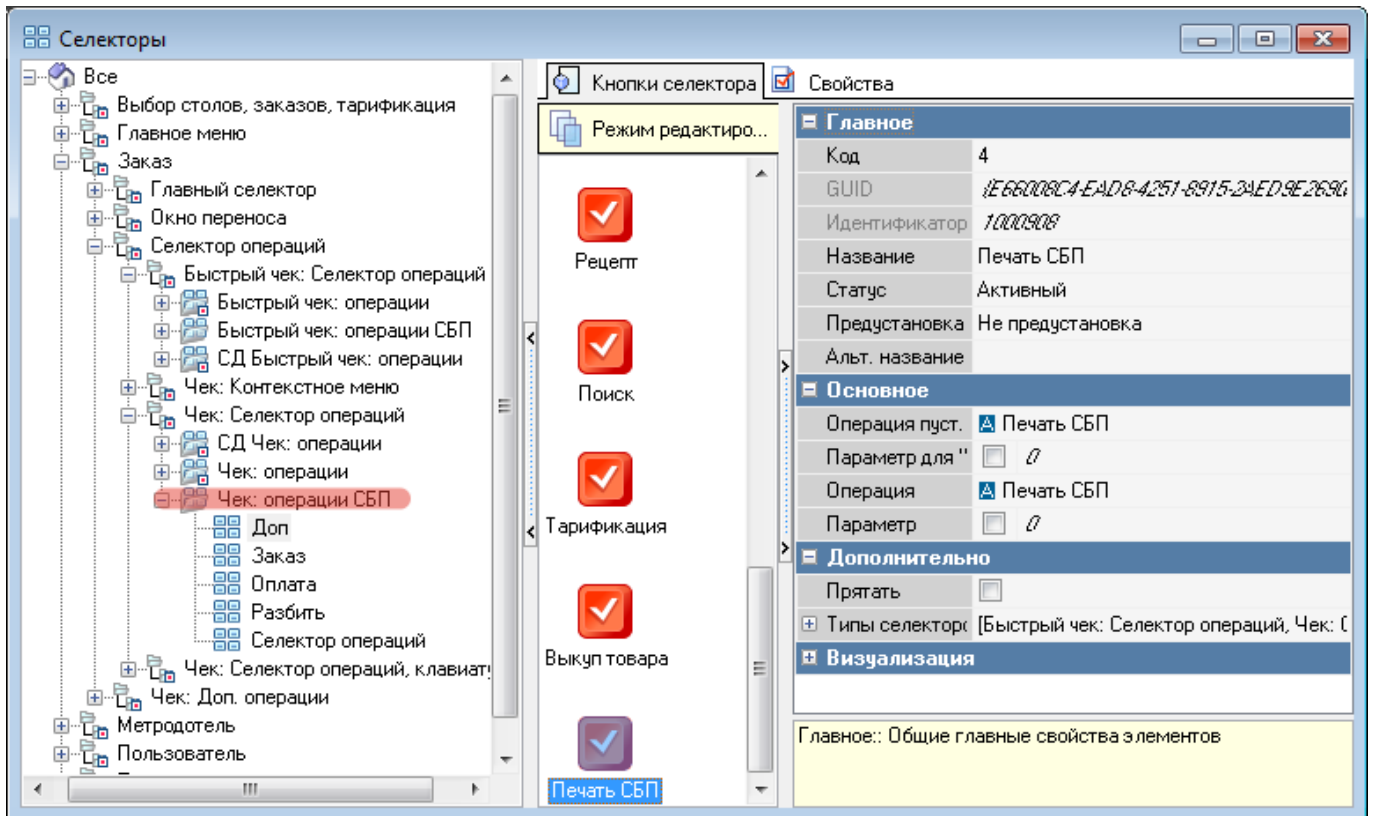 Селекторы
Все
Выбор столов, заказов, тарификация
Главное меню
Заказ
Главный селектор
Окно переноса
Селектор операций
Быстрый чек: Селектор операций
Быстрый чек: операции
Быстрый чек: операции СБП
СД Быстрый чек: операции
Чек: Контекстное меню
Чек: Селектор операций
СД Чек: операции
Чек: операции
Чек: операции СБП
Доп
Заказ
Оплата
Разбить
Селектор операций
Чек: Селектор операций, клавиат
Чек: Доп. операции
Метродотель
Пользователь
Кнопки селектора
Свойства
Режим редактиро...
Рецепт
Поиск
Тарификация
Выкуп товара
Печать СБП
Главное
Код 4
GUID {E66008C4-EAD8-4251-8915-2AED9E269
Идентификатор 1000908
Название Печать СБП
Статус Активный
Предустановка Не предустановка
Альт. название
Основное
Операция пуст. Печать СБП
Параметр для " 0
Операция Печать СБП
Параметр 0
Дополнительно
Прятать
Типы селекторо [Быстрый чек: Селектор операций, Чек: С
Визуализация
Главное:: Общие главные свойства элементов